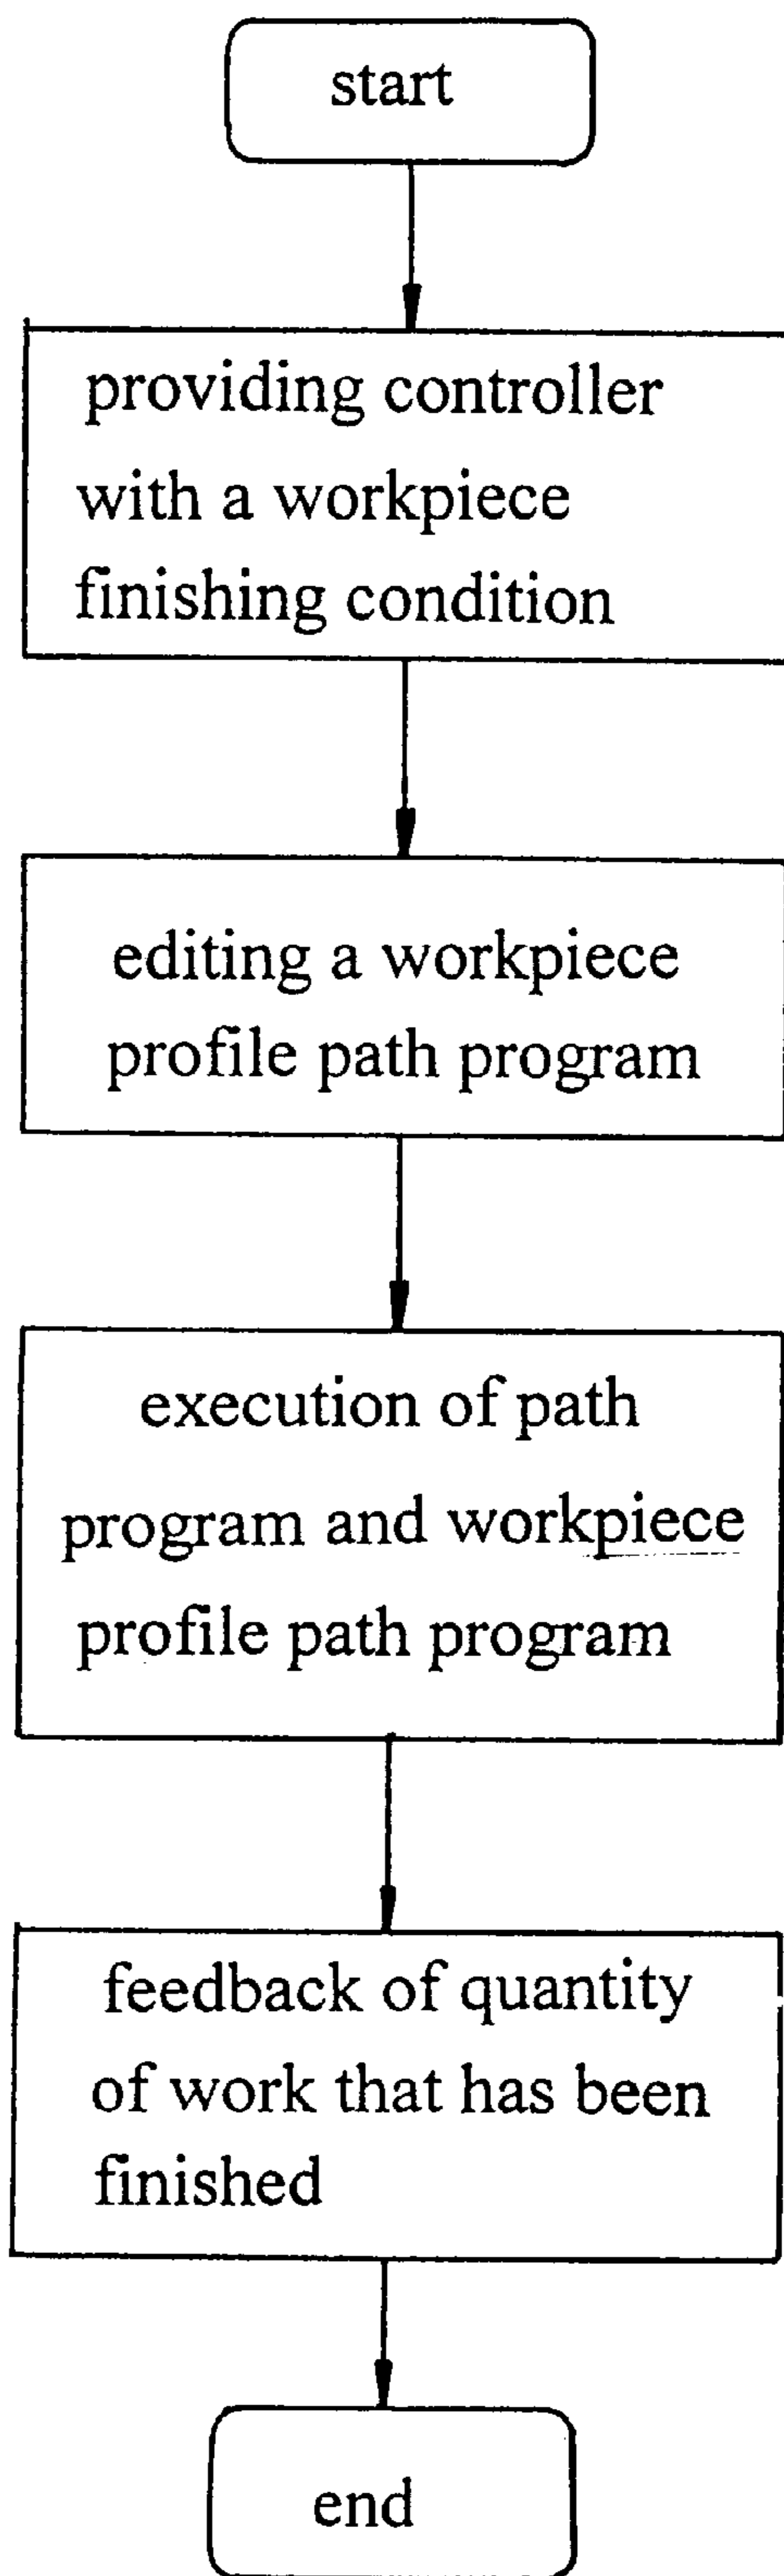 start
providing controller
with a workpiece
finishing condition
editing a workpiece
profile path program
execution of path
program and workpiece
profile path program
feedback of quantity
of work that has been
finished
end